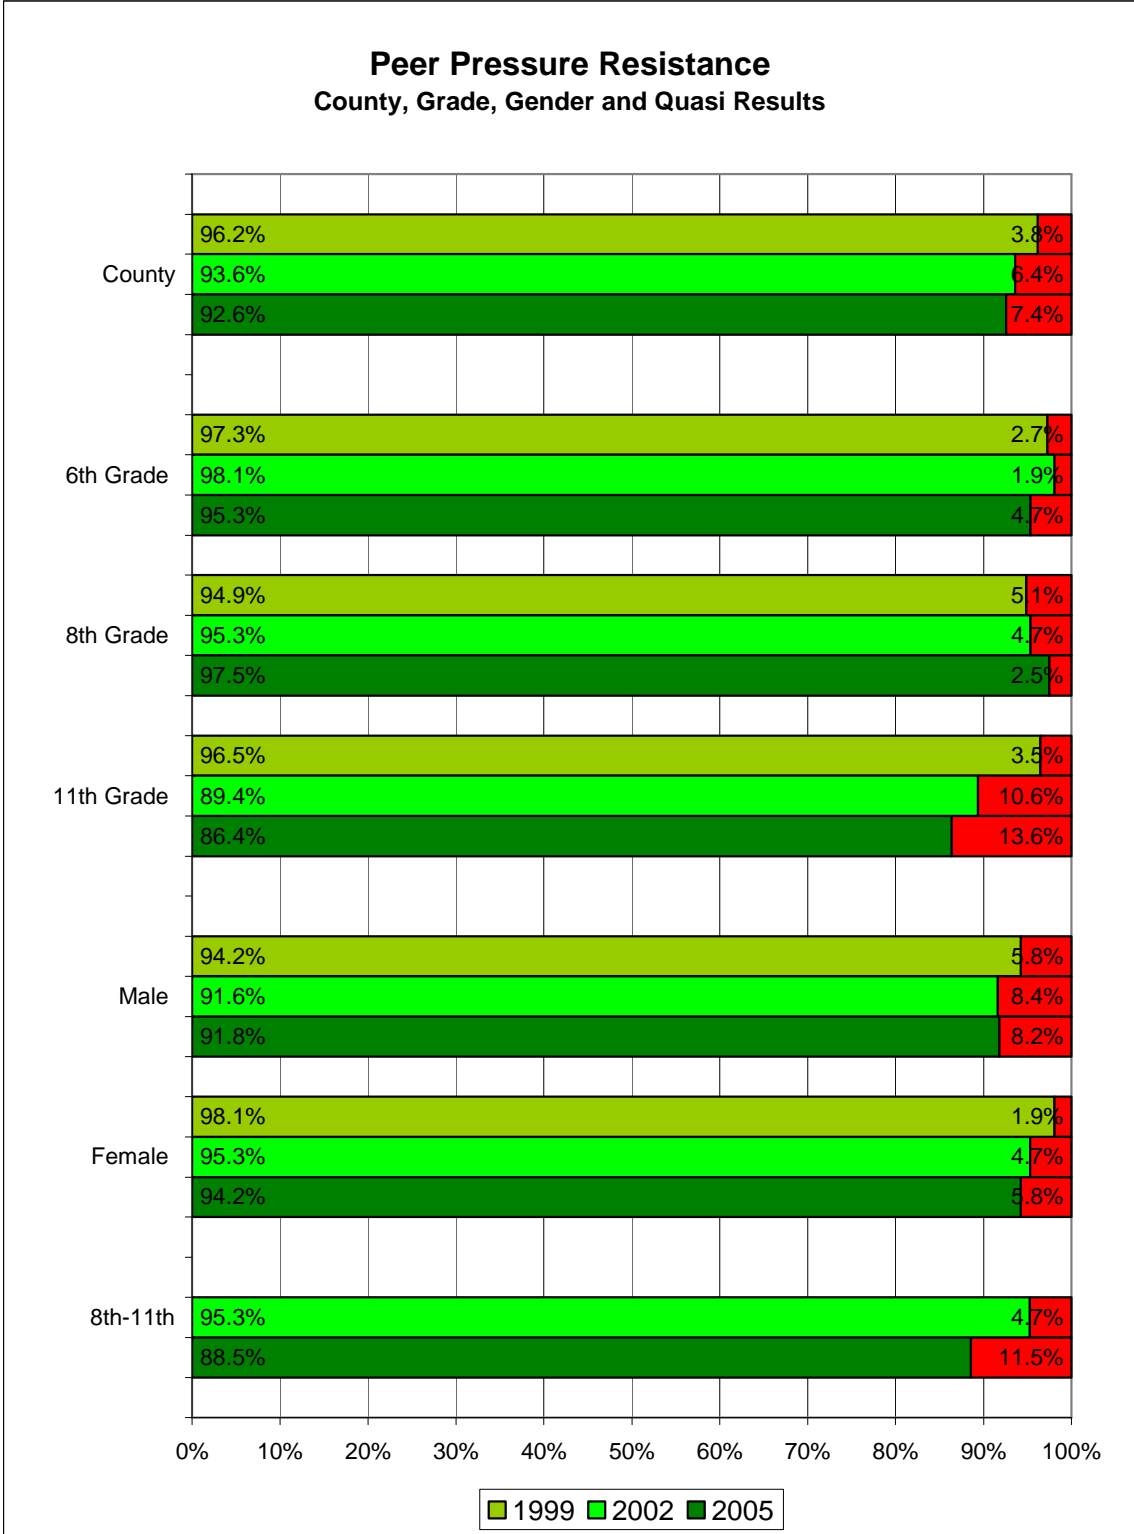 Peer Pressure Resistance
County, Grade, Gender and Quasi Results
96.2% 3.8%
County 93.6% 6.4%
92.6% 7.4%
97.3% 2.7%
6th Grade 98.1% 1.9%
95.3% 4.7%
94.9% 5.1%
8th Grade 95.3% 4.7%
97.5% 2.5%
96.5% 3.5%
11th Grade 89.4% 10.6%
86.4% 13.6%
94.2% 5.8%
Male 91.6% 8.4%
91.8% 8.2%
98.1% 1.9%
Female 95.3% 4.7%
94.2% 5.8%
8th-11th 95.3% 4.7%
88.5% 11.5%
0% 10% 20% 30% 40% 50% 60% 70% 80% 90% 100%
1999 2002 2005